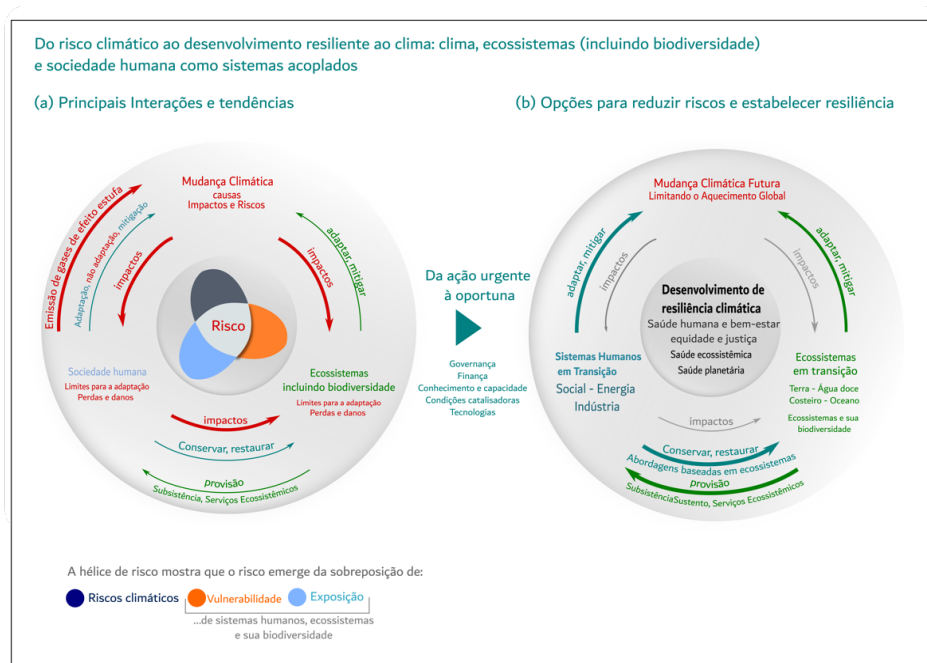 Do risco climático ao desenvolvimento resiliente ao clima: clima, ecossistemas (incluindo biodiversidade)
e sociedade humana como sistemas acoplados
(a) Principais Interações e tendências
Mudança Climática
causas
Impactos e Riscos
Emissão de gases de efeito estufa
Adaptação, não adaptação, mitigação
impactos
impactos
adaptar, mitigar
Risco
Sociedade humana
Limites para a adaptação
Perdas e danos
Ecossistemas
incluindo biodiversidade
Limites para a adaptação
Perdas e danos
impactos
Conservar, restaurar
provisão
Subsistência, Serviços Ecossistêmicos
Da ação urgente
à oportuna
Governança
Finança
Conhecimento e capacidade
Condições catalisadoras
Tecnologias
(b) Opções para reduzir riscos e estabelecer resiliência
Mudança Climática Futura
Limitando o Aquecimento Global
adaptar, mitigar
impactos
impactos
adaptar, mitigar
Desenvolvimento de
resiliência climática
Saúde humana e bem-estar
equidade e justiça
Saúde ecossistêmica
Saúde planetária
Sistemas Humanos
em Transição
Social - Energia
Indústria
Ecossistemas
em transição
Terra - Água doce
Costeiro - Oceano
Ecossistemas e sua
biodiversidade
impactos
Conservar, restaurar
Abordagens baseadas em ecossistemas
provisão
SubsistênciaSustento, Serviços Ecossistêmicos
A hélice de risco mostra que o risco emerge da sobreposição de:
Riscos climáticos
Vulnerabilidade
Exposição
...de sistemas humanos, ecossistemas
e sua biodiversidade